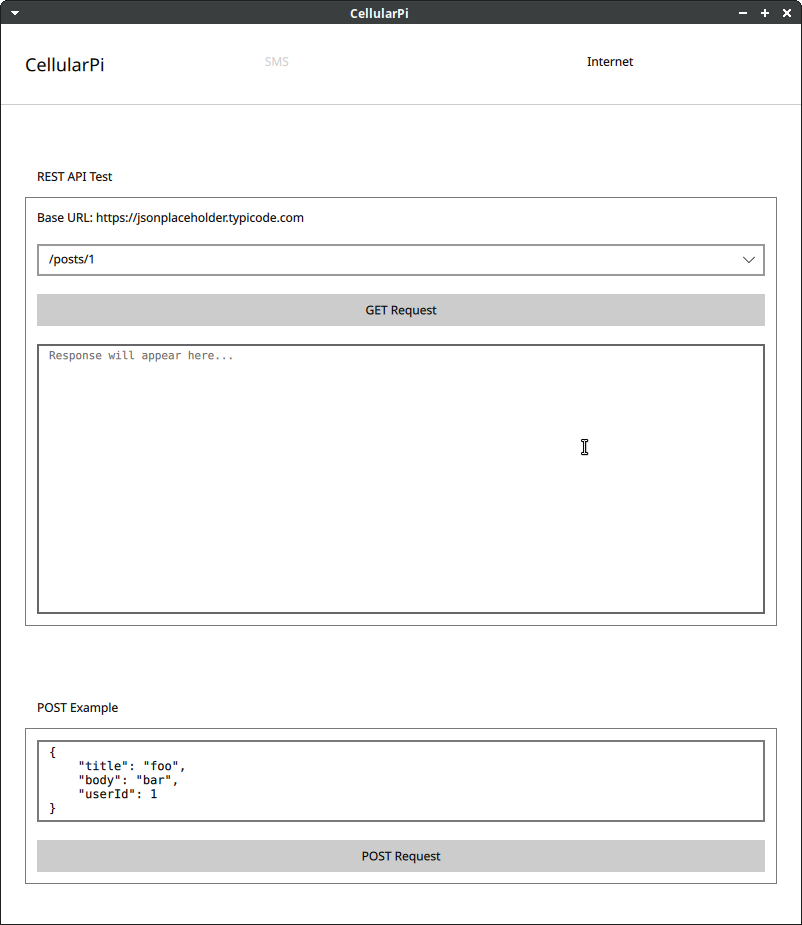 CellularPi
CellularPi
SMS
Internet
REST API Test
Base URL: https://jsonplaceholder.typicode.com
/posts/1
GET Request
Response will appear here...
POST Example
{
    "title": "foo",
    "body": "bar",
    "userId": 1
}
POST Request